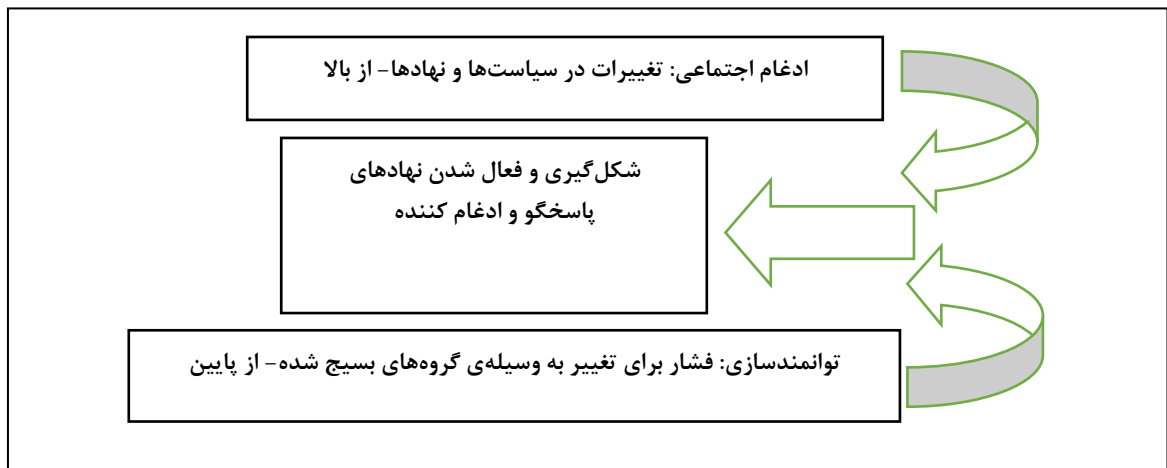 ادغام اجتماعی: تغییرات در سیاست‌ها و نهادها- از بالا
شکل‌گیری و فعال شدن نهادهای
پاسخگو و ادغام کننده
توانمندسازی: فشار برای تغییر به وسیله‌ی گروه‌های بسیج شده- از پایین